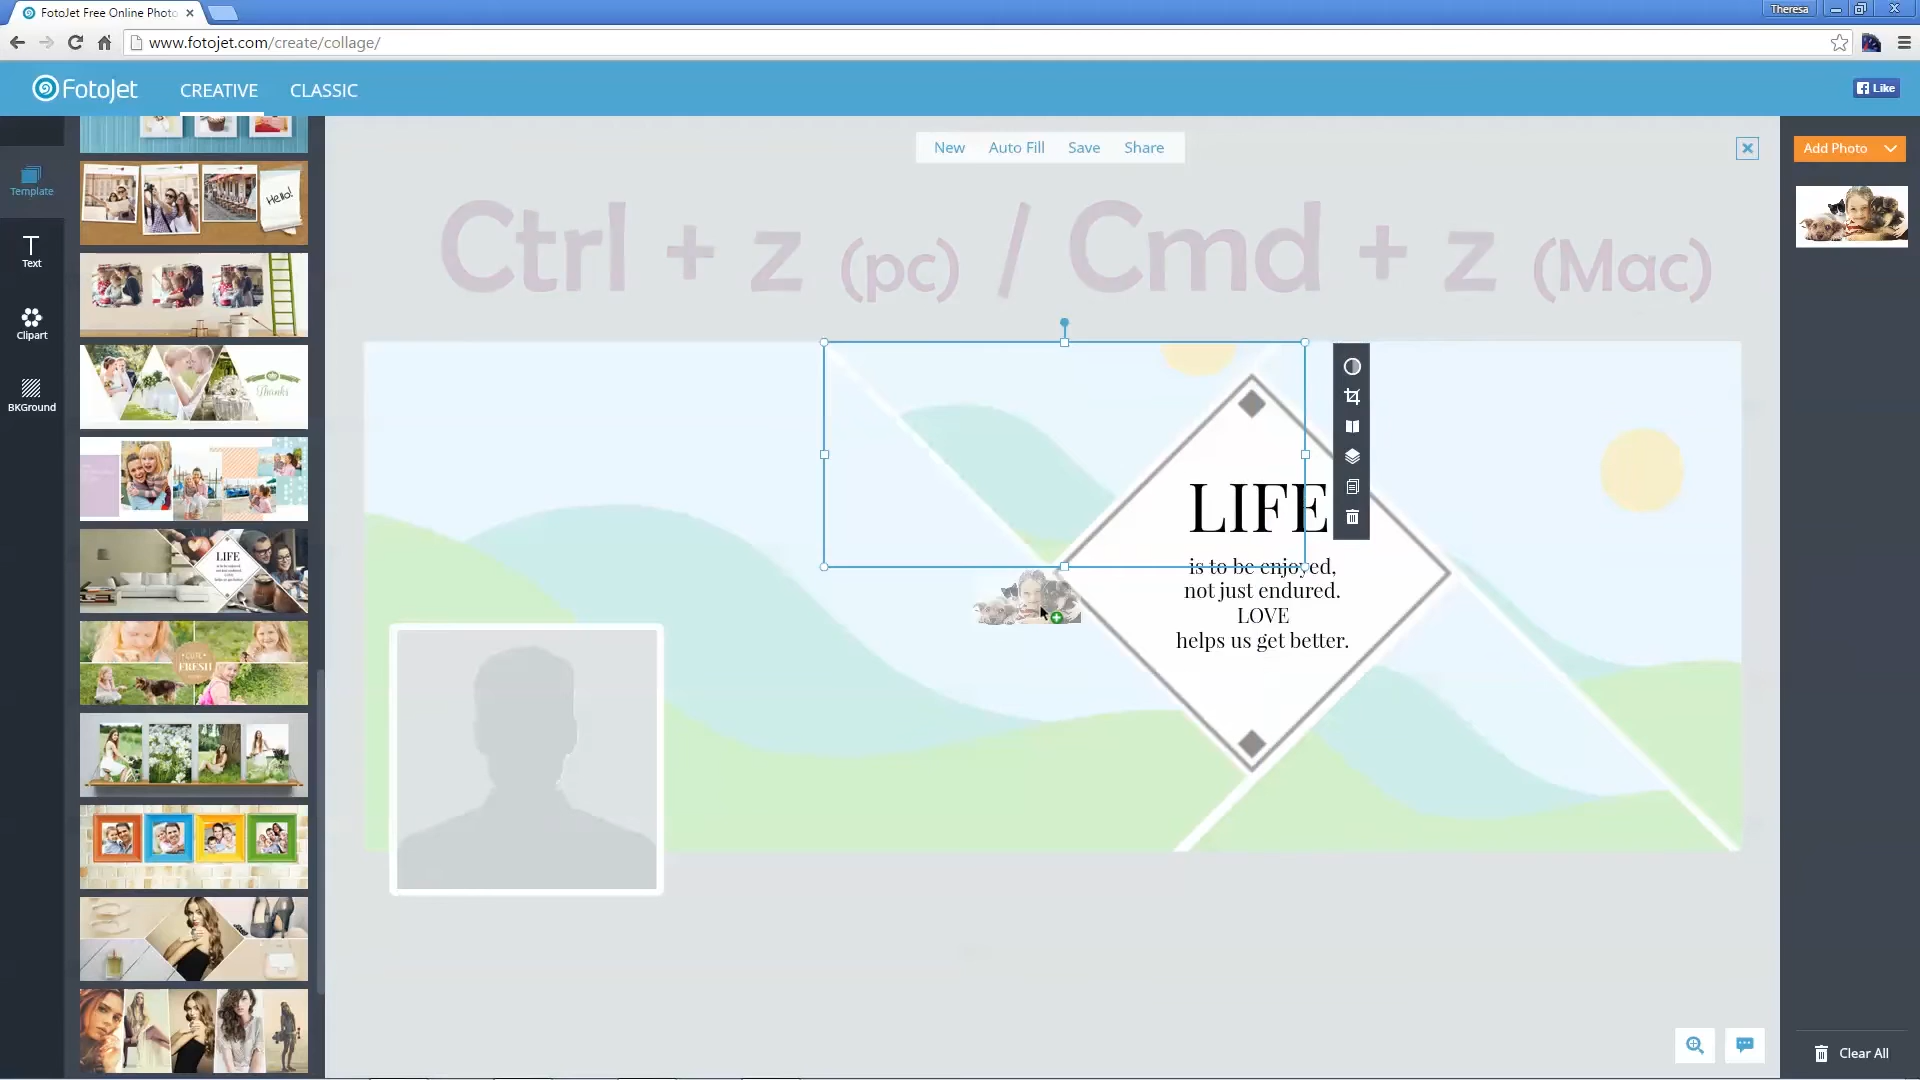 FotoJet Free Online Photo
Theresa
www.fotojet.com/create/collage/
FotoJet
CREATIVE
CLASSIC
Like
New
Auto Fill
Save
Share
Add Photo
Template
Text
Clipart
BKGround
Hello!
Thanks
LIFE
FRESH
Ctrl + z (pc) / Cmd + z (Mac)
LIFE
is to be enjoyed,
not just endured.
LOVE
helps us get better.
Clear All